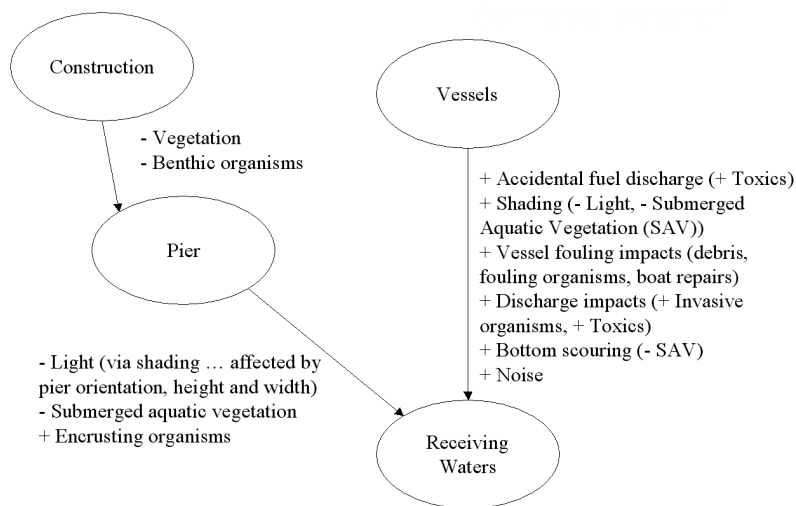 Construction
Vessels
- Vegetation
- Benthic organisms
+ Accidental fuel discharge (+ Toxics)
+ Shading (- Light, - Submerged
Aquatic Vegetation (SAV))
+ Vessel fouling impacts (debris,
fouling organisms, boat repairs)
+ Discharge impacts (+ Invasive
organisms, + Toxics)
+ Bottom scouring (- SAV)
+ Noise
Pier
- Light (via shading … affected by
pier orientation, height and width)
- Submerged aquatic vegetation
+ Encrusting organisms
Receiving
Waters